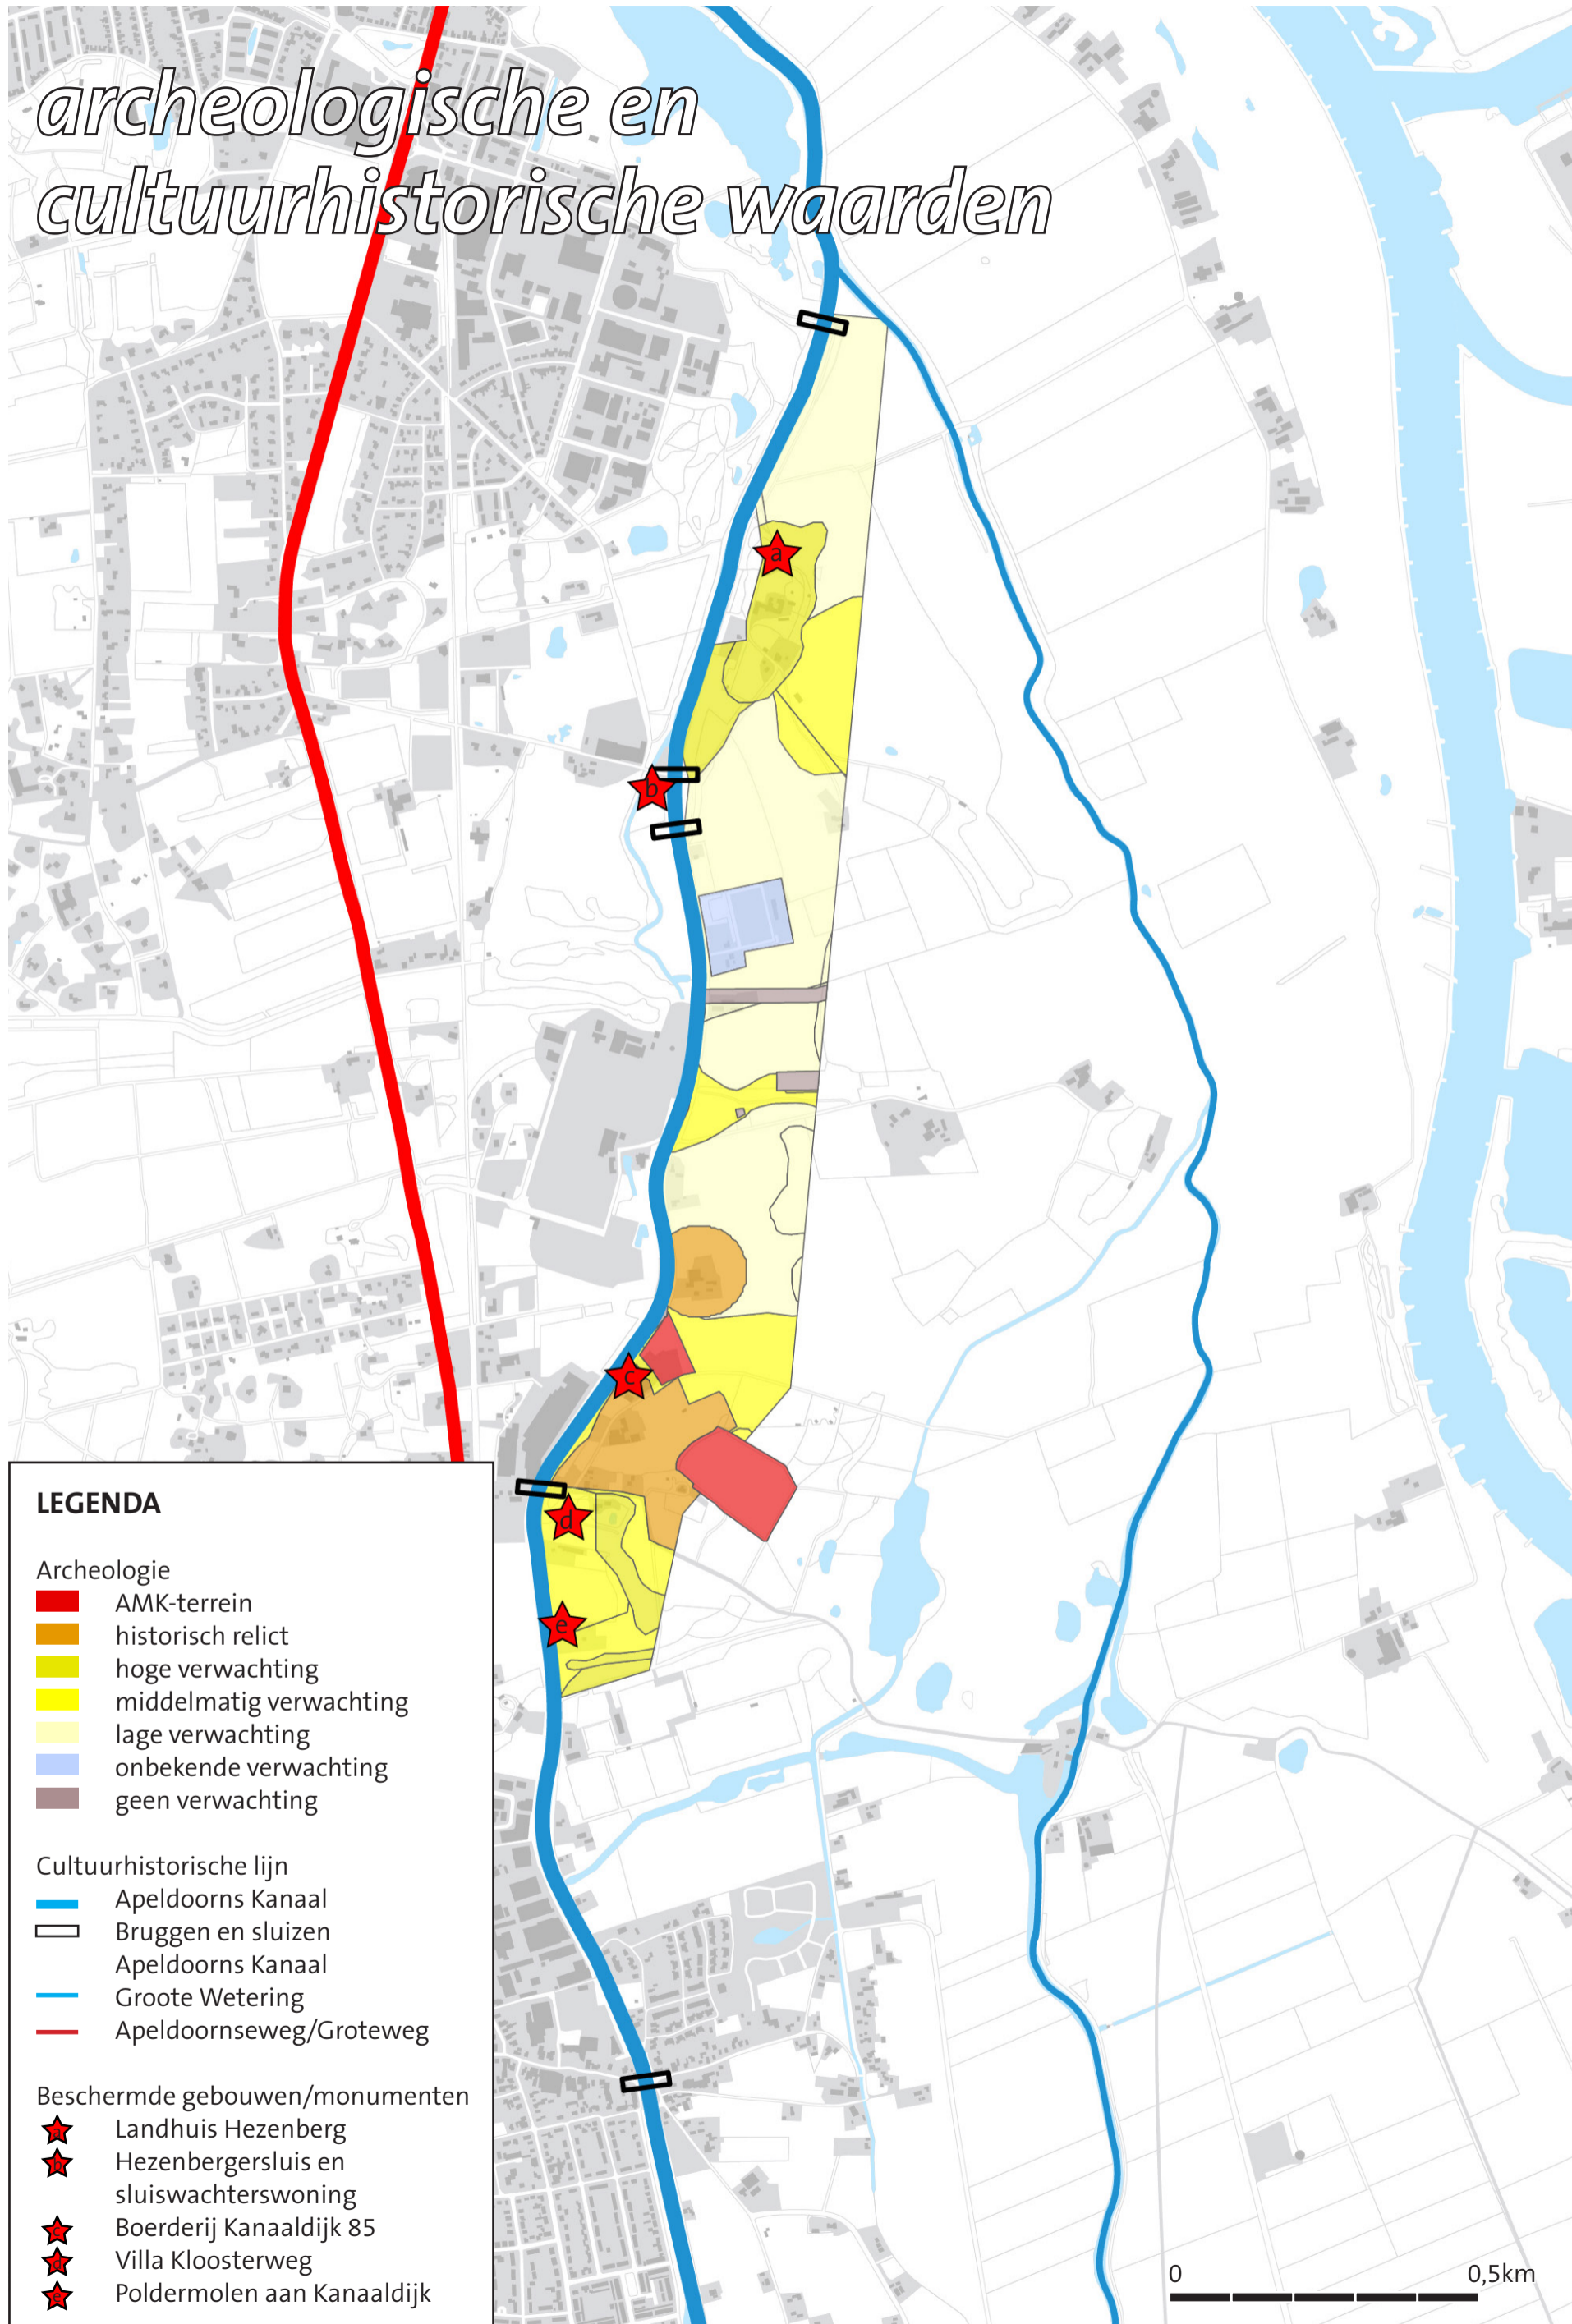 archeologische en
cultuurhistorische waarden
a
b
c
d
e
LEGENDA
Archeologie
AMK-terrein
historisch relict
hoge verwachting
middelmatig verwachting
lage verwachting
onbekende verwachting
geen verwachting
Cultuurhistorische lijn
Apeldoorns Kanaal
Bruggen en sluizen
Apeldoorns Kanaal
Groote Wetering
Apeldoornseweg/Groteweg
Beschermde gebouwen/monumenten
a Landhuis Hezenberg
b Hezenbergersluis en
sluiswachterswoning
c Boerderij Kanaaldijk 85
d Villa Kloosterweg
e Poldermolen aan Kanaaldijk
0 0,5km